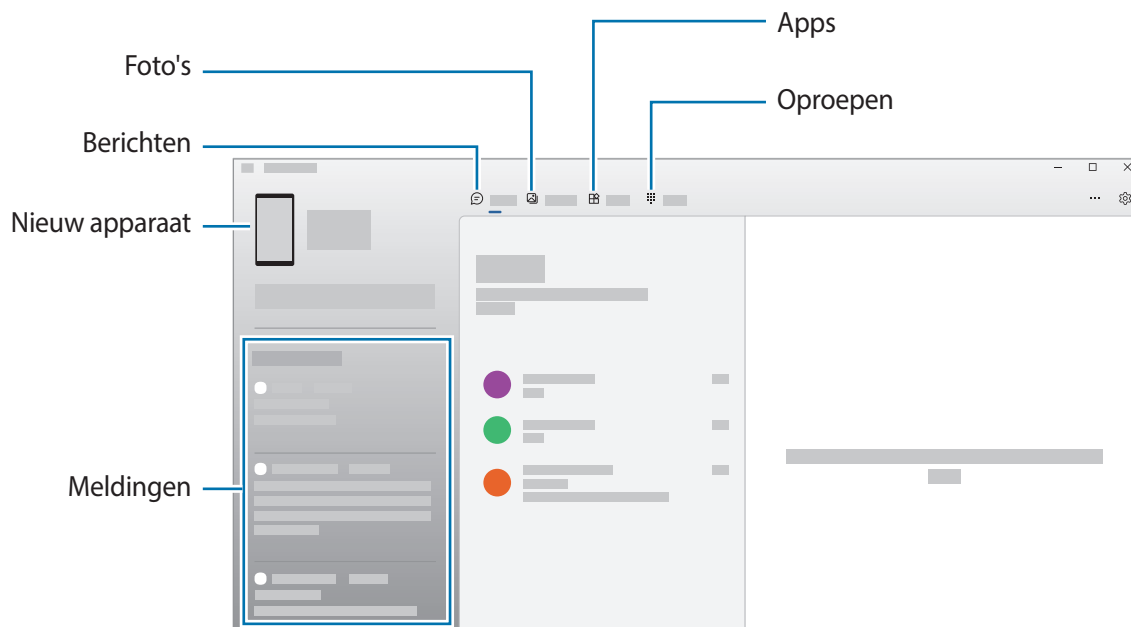 Apps
Foto's
Oproepen
Berichten
Nieuw apparaat
Meldingen